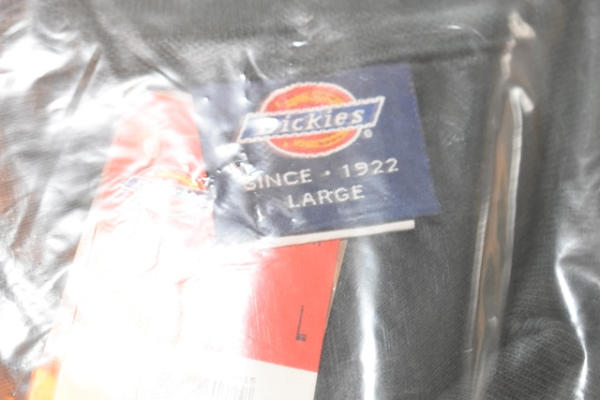 Dickies®
SINCE · 1922
LARGE
L